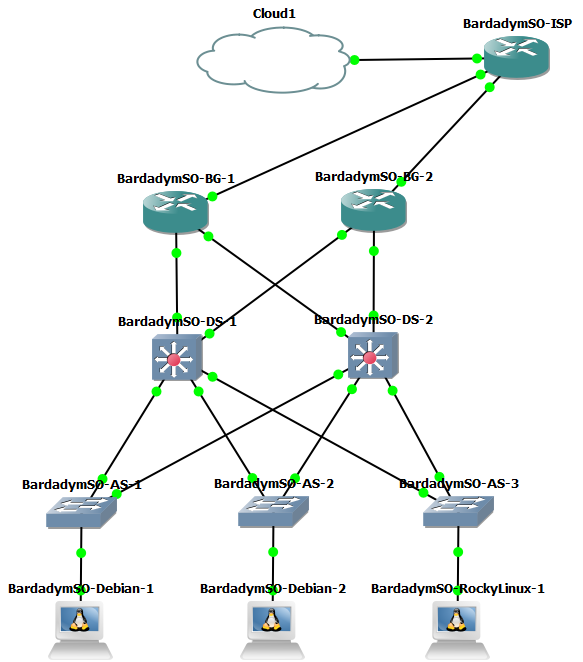 Cloud1
BardadymSO-ISP
BardadymSO-BG-1
BardadymSO-BG-2
BardadymSO-DS-1
BardadymSO-DS-2
BardadymSO-AS-1
BardadymSO-AS-2
BardadymSO-AS-3
BardadymSO-Debian-1
BardadymSO-Debian-2
BardadymSO-RockyLinux-1